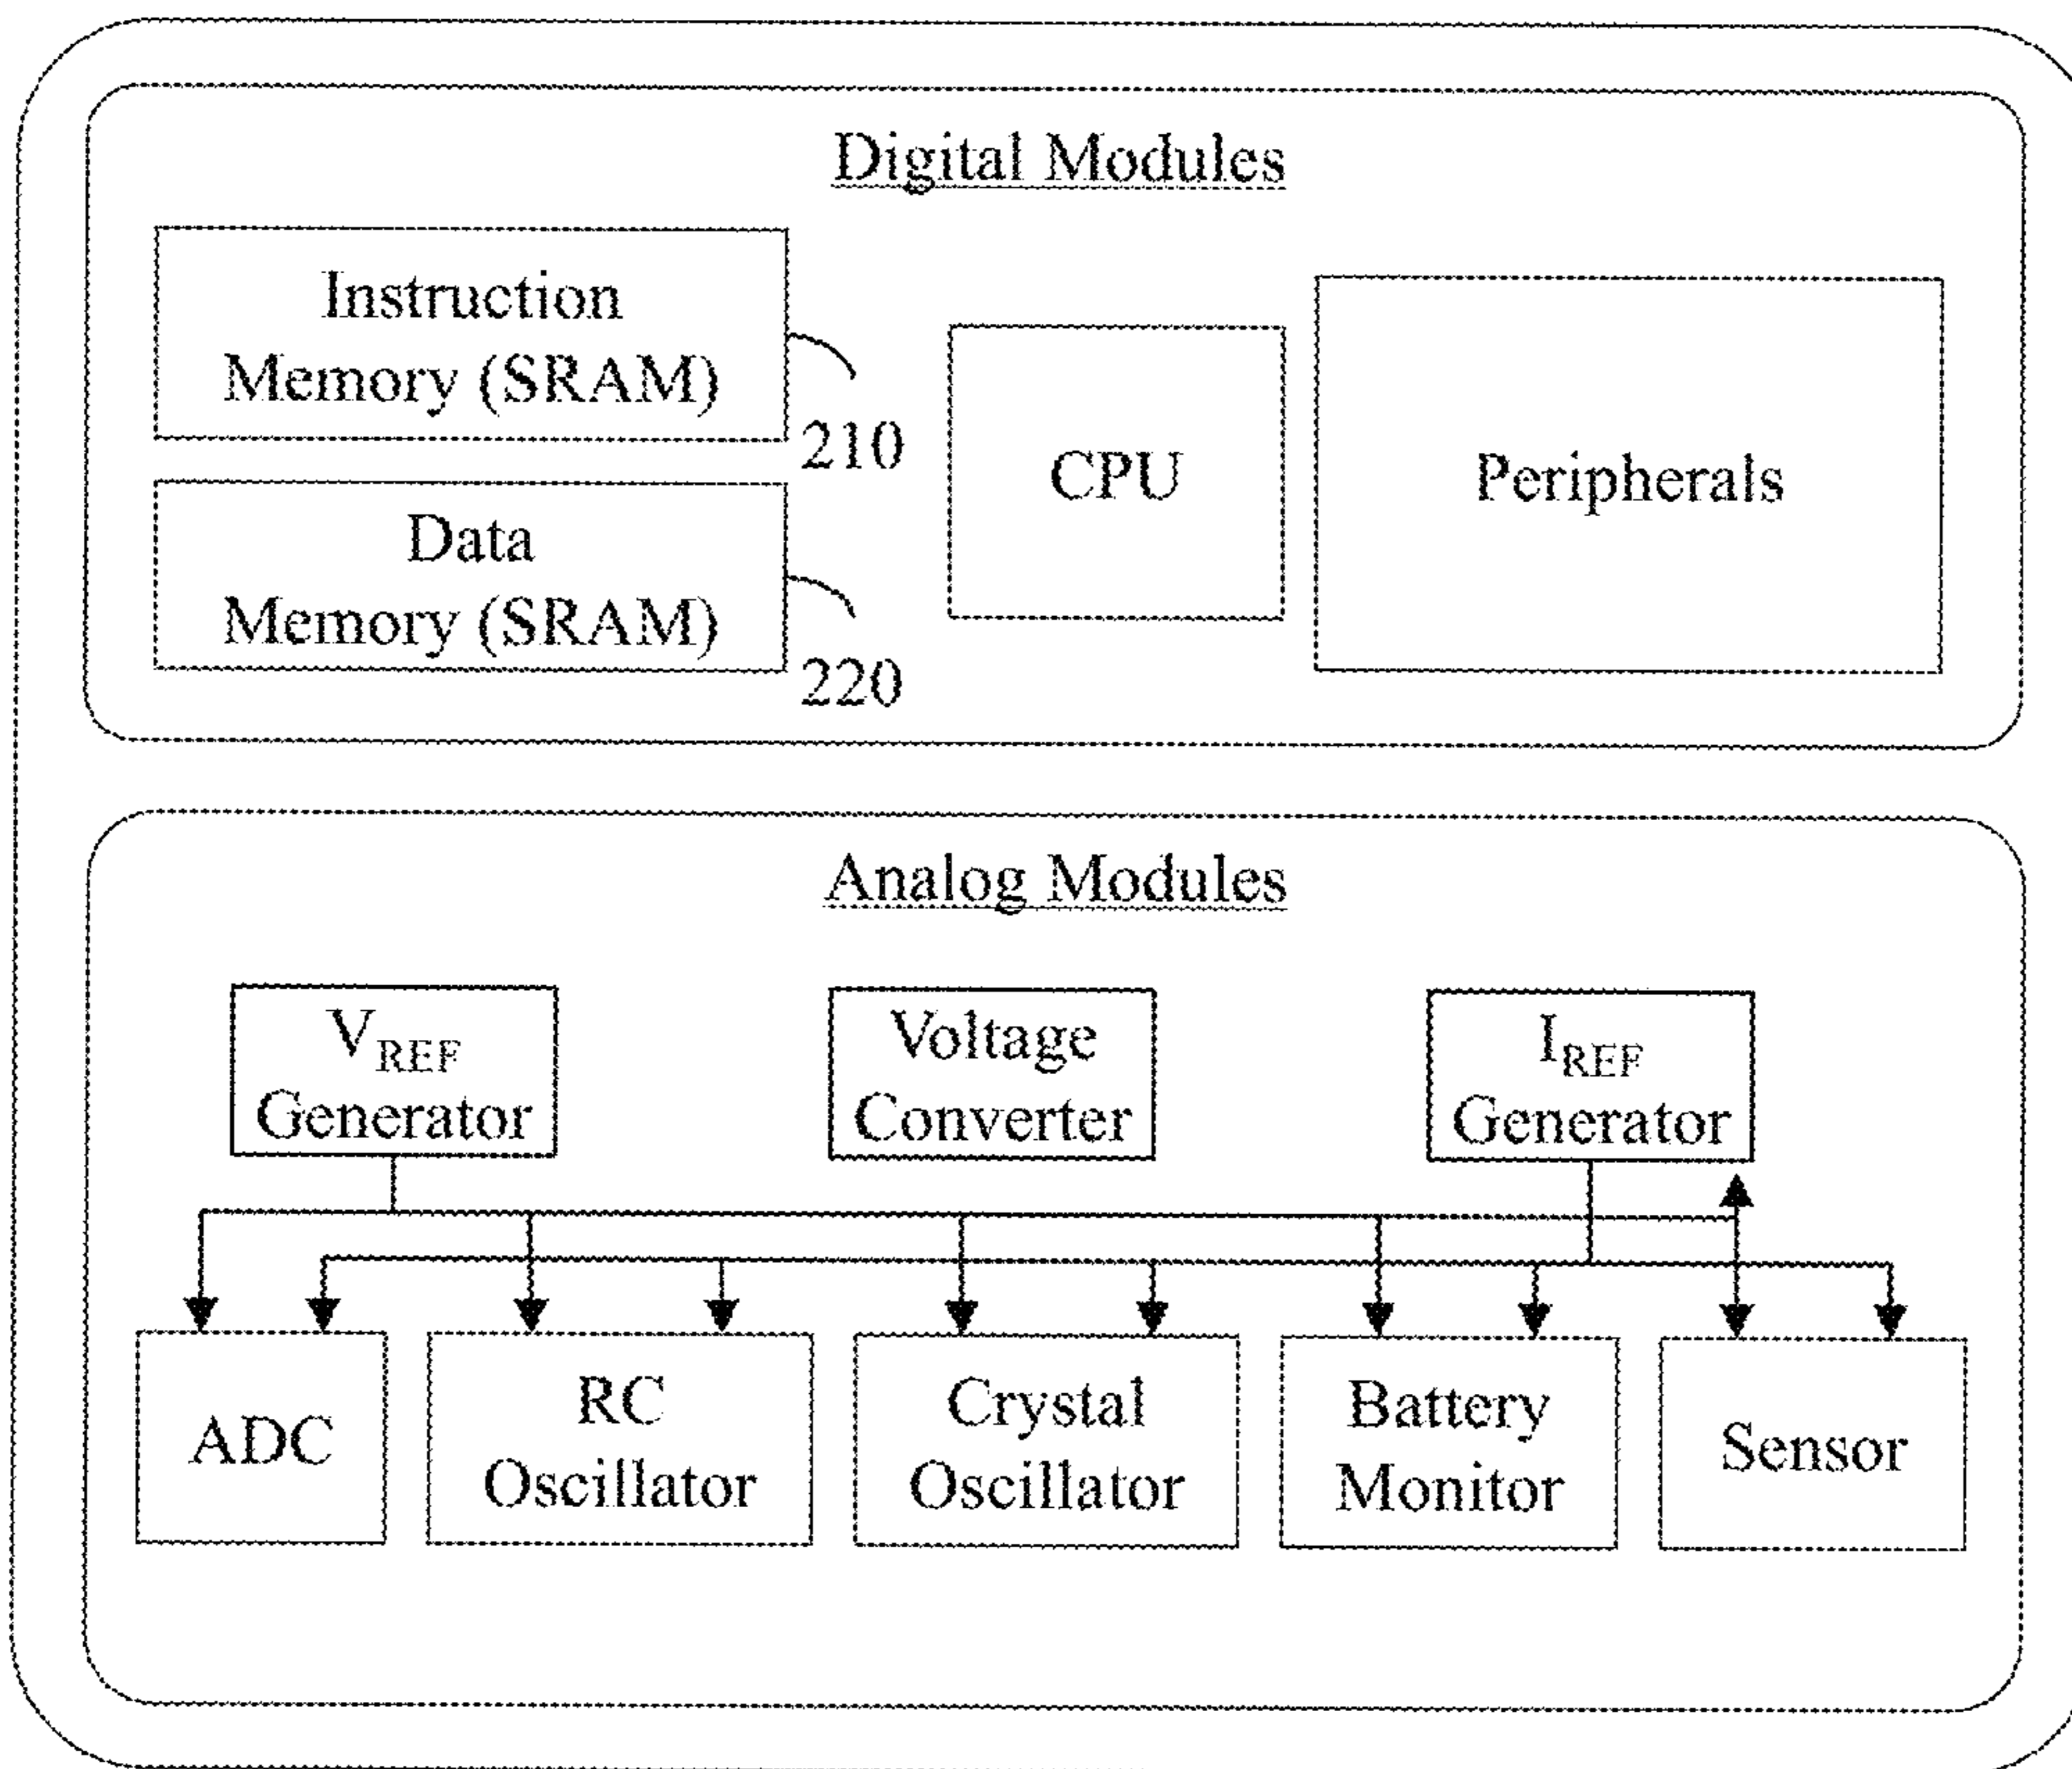 Digital Modules
Instruction
Memory (SRAM)
210
Data
Memory (SRAM)
220
CPU
Peripherals
Analog Modules
VREF
Generator
Voltage
Converter
IREF
Generator
ADC
RC
Oscillator
Crystal
Oscillator
Battery
Monitor
Sensor